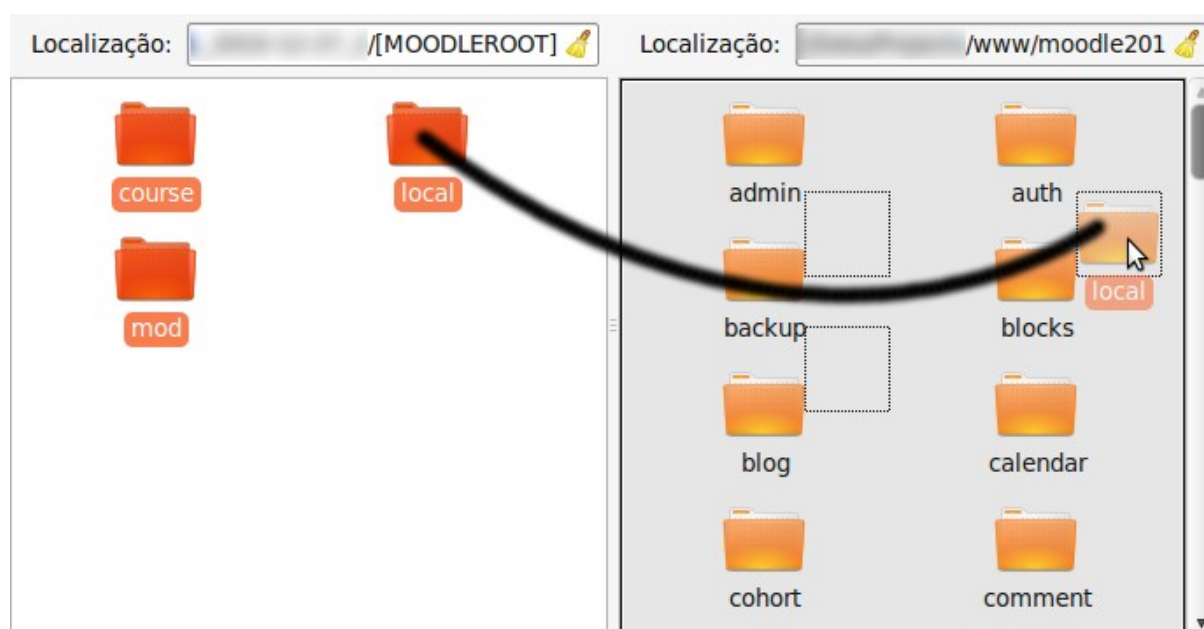 Localização: /[MOODLEROOT]
course local
mod
Localização: /www/moodle201
admin auth
local
backup blocks
blog calendar
cohort comment